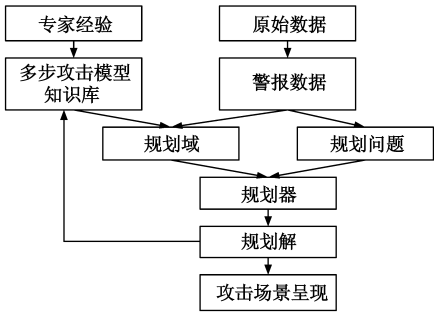 专家经验
原始数据
多步攻击模型
知识库
警报数据
规划域
规划问题
规划器
规划解
攻击场景呈现